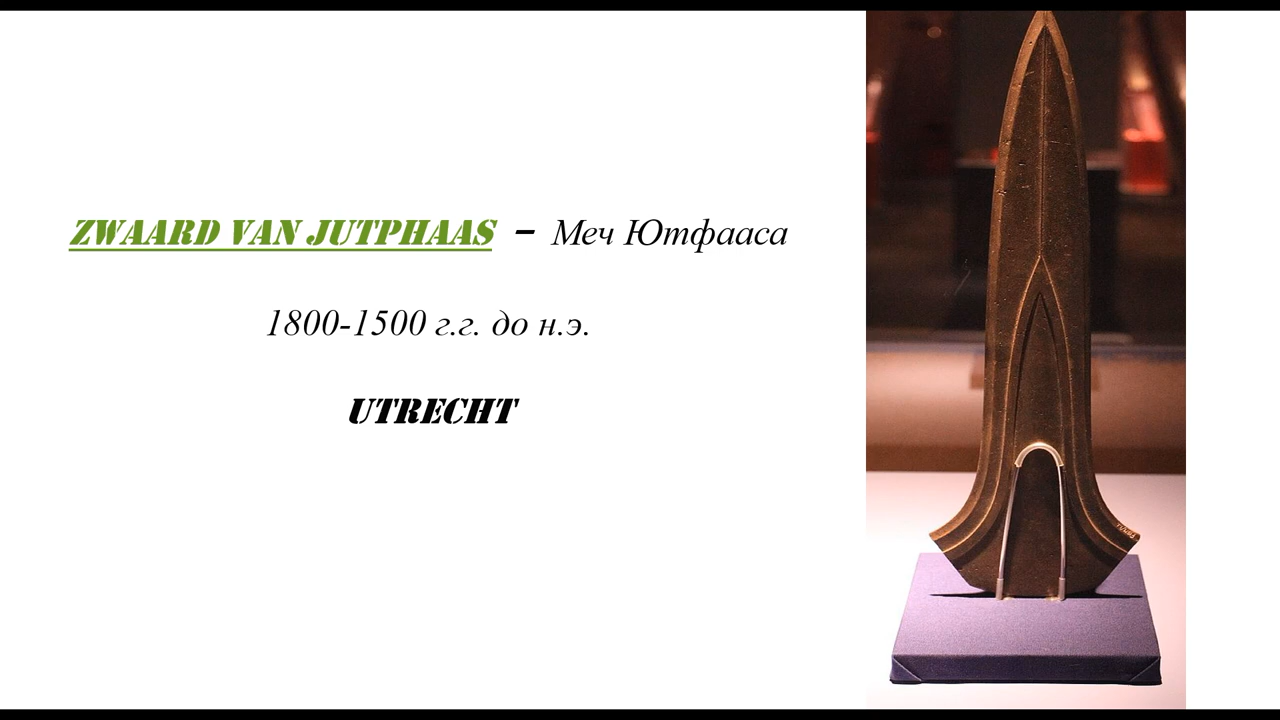 ZWAARD VAN JUTPHAAS – Меч Ютфааса
1800-1500 г.г. до н.э.
UTRECHT